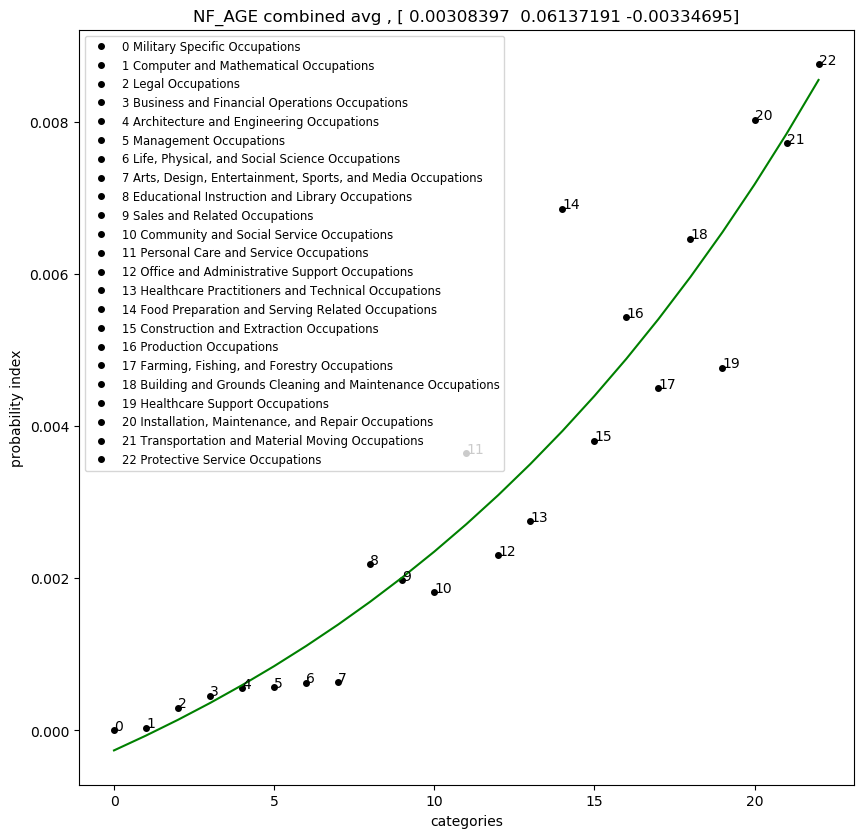 NF_AGE combined avg , [ 0.00308397  0.06137191 -0.00334695]
0 Military Specific Occupations
1 Computer and Mathematical Occupations
2 Legal Occupations
3 Business and Financial Operations Occupations
4 Architecture and Engineering Occupations
5 Management Occupations
6 Life, Physical, and Social Science Occupations
7 Arts, Design, Entertainment, Sports, and Media Occupations
8 Educational Instruction and Library Occupations
9 Sales and Related Occupations
10 Community and Social Service Occupations
11 Personal Care and Service Occupations
12 Office and Administrative Support Occupations
13 Healthcare Practitioners and Technical Occupations
14 Food Preparation and Serving Related Occupations
15 Construction and Extraction Occupations
16 Production Occupations
17 Farming, Fishing, and Forestry Occupations
18 Building and Grounds Cleaning and Maintenance Occupations
19 Healthcare Support Occupations
20 Installation, Maintenance, and Repair Occupations
21 Transportation and Material Moving Occupations
22 Protective Service Occupations
probability index
0.008
0.006
0.004
0.002
0.000
0
1
2
3
4
5
6
7
8
9
10
11
12
13
14
15
16
17
18
19
20
21
22
0
5
10
15
20
categories